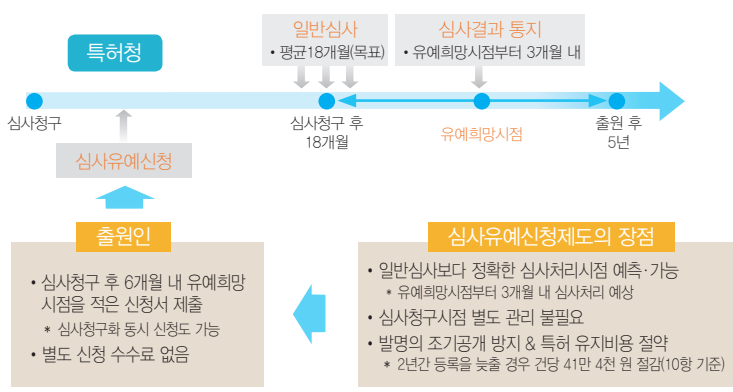 특허청
일반심사
• 평균18개월(목표)
심사결과 통지
• 유예희망시점부터 3개월 내
심사청구
심사청구 후
18개월
유예희망시점
출원 후
5년
심사유예신청
출원인
• 심사청구 후 6개월 내 유예희망
시점을 적은 신청서 제출
* 심사청구화 동시 신청도 가능
• 별도 신청 수수료 없음
심사유예신청제도의 장점
• 일반심사보다 정확한 심사처리시점 예측·가능
* 유예희망시점부터 3개월 내 심사처리 예상
• 심사청구시점 별도 관리 불필요
• 발명의 조기공개 방지 & 특허 유지비용 절약
* 2년간 등록을 늦출 경우 건당 41만 4천 원 절감(10항 기준)